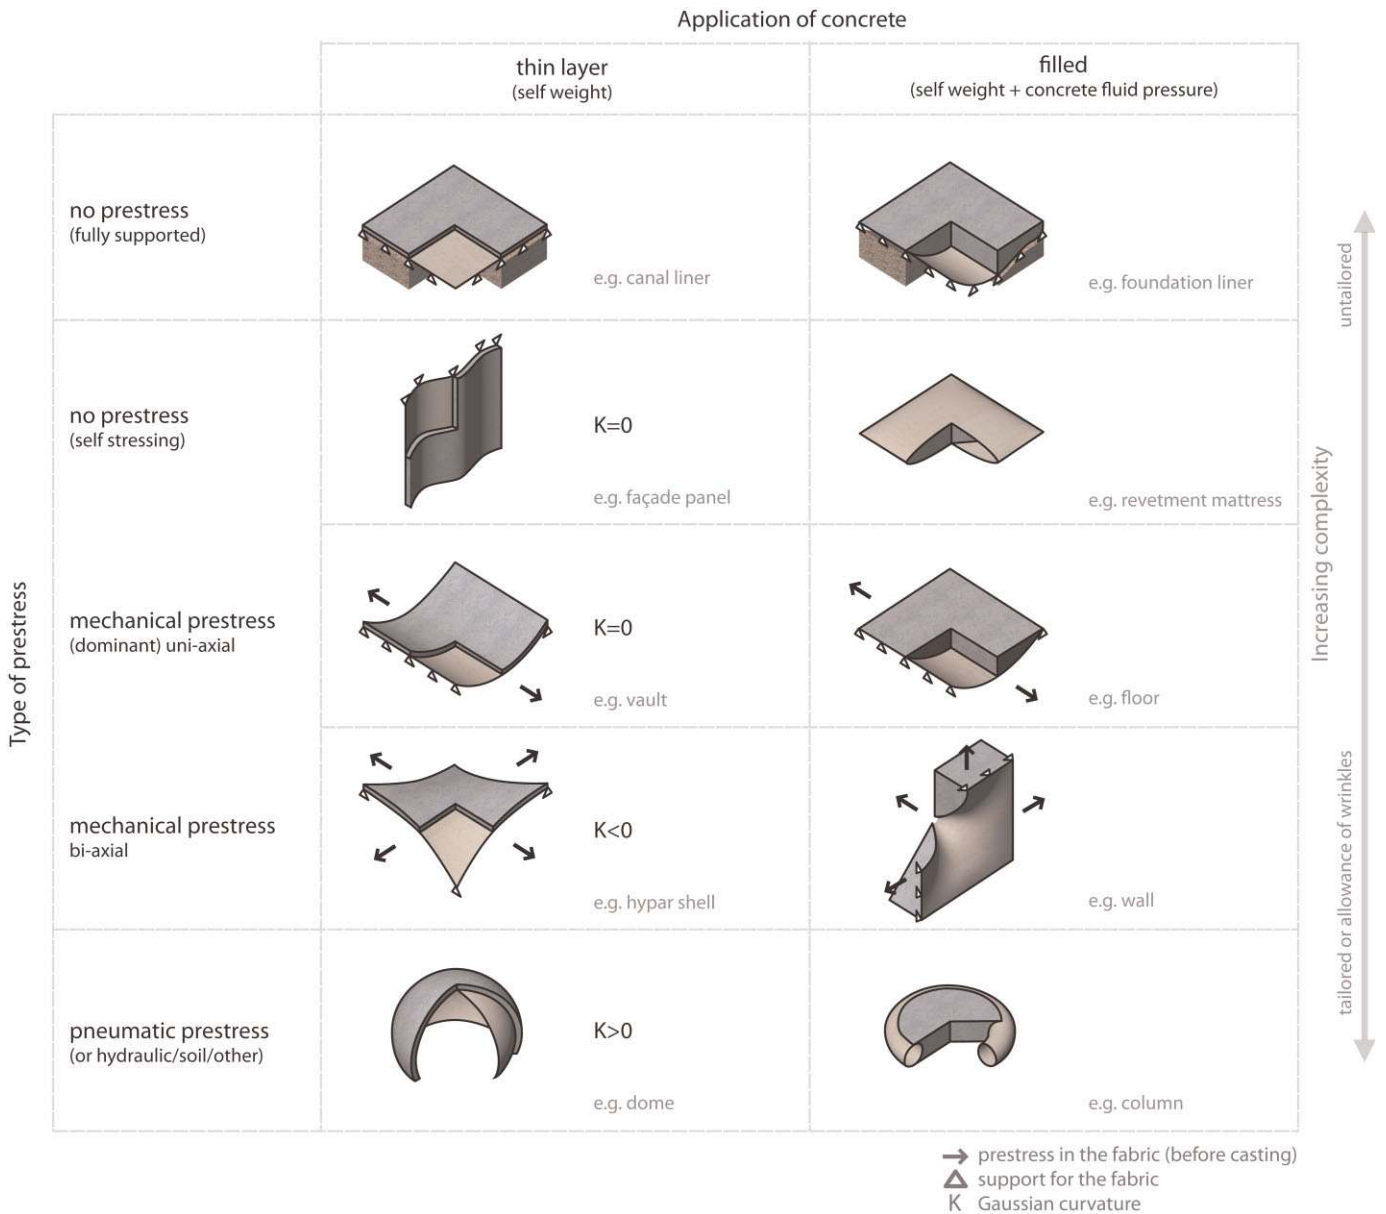 Application of concrete
thin layer
(self weight)
filled
(self weight + concrete fluid pressure)
Type of prestress
no prestress
(fully supported)
e.g. canal liner
e.g. foundation liner
no prestress
(self stressing)
K=0
e.g. façade panel
e.g. revetment mattress
mechanical prestress
(dominant) uni-axial
K=0
e.g. vault
e.g. floor
mechanical prestress
bi-axial
K<0
e.g. hypar shell
e.g. wall
pneumatic prestress
(or hydraulic/soil/other)
K>0
e.g. dome
e.g. column
Increasing complexity
untailored
tailored or allowance of wrinkles
prestress in the fabric (before casting)
support for the fabric
K Gaussian curvature